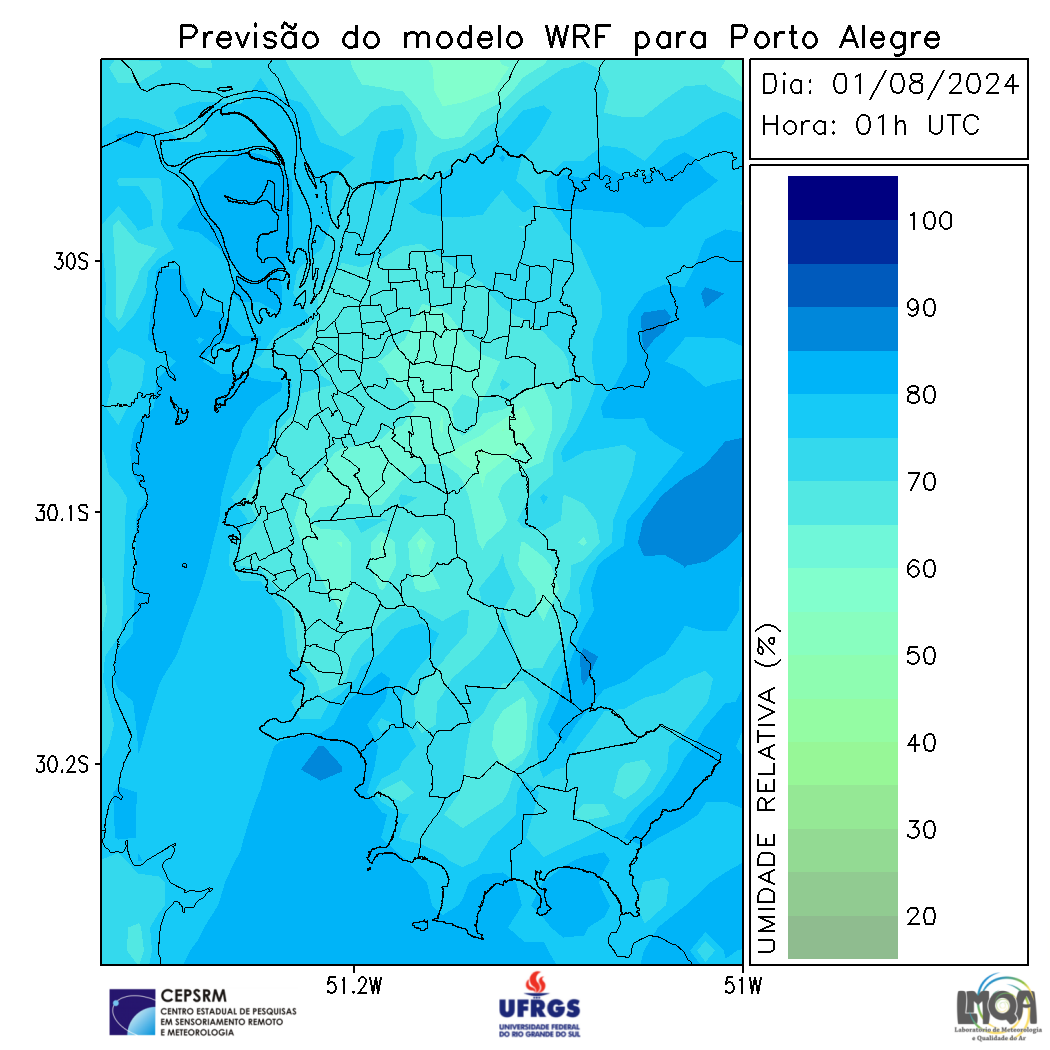 Previsão do modelo WRF para Porto Alegre
Dia: 01/08/2024
Hora: 01h UTC
30S
30.1S
30.2S
51.2W
51W
100
90
80
70
60
50
40
30
20
UMIDADE RELATIVA (%)
CEPSRM
CENTRO ESTADUAL DE PESQUISAS
EM SENSORIAMENTO REMOTO
E METEOROLOGIA
UFRGS
UNIVERSIDADE FEDERAL
DO RIO GRANDE DO SUL
LMQA
Laboratório de Meteorologia
e Qualidade do Ar